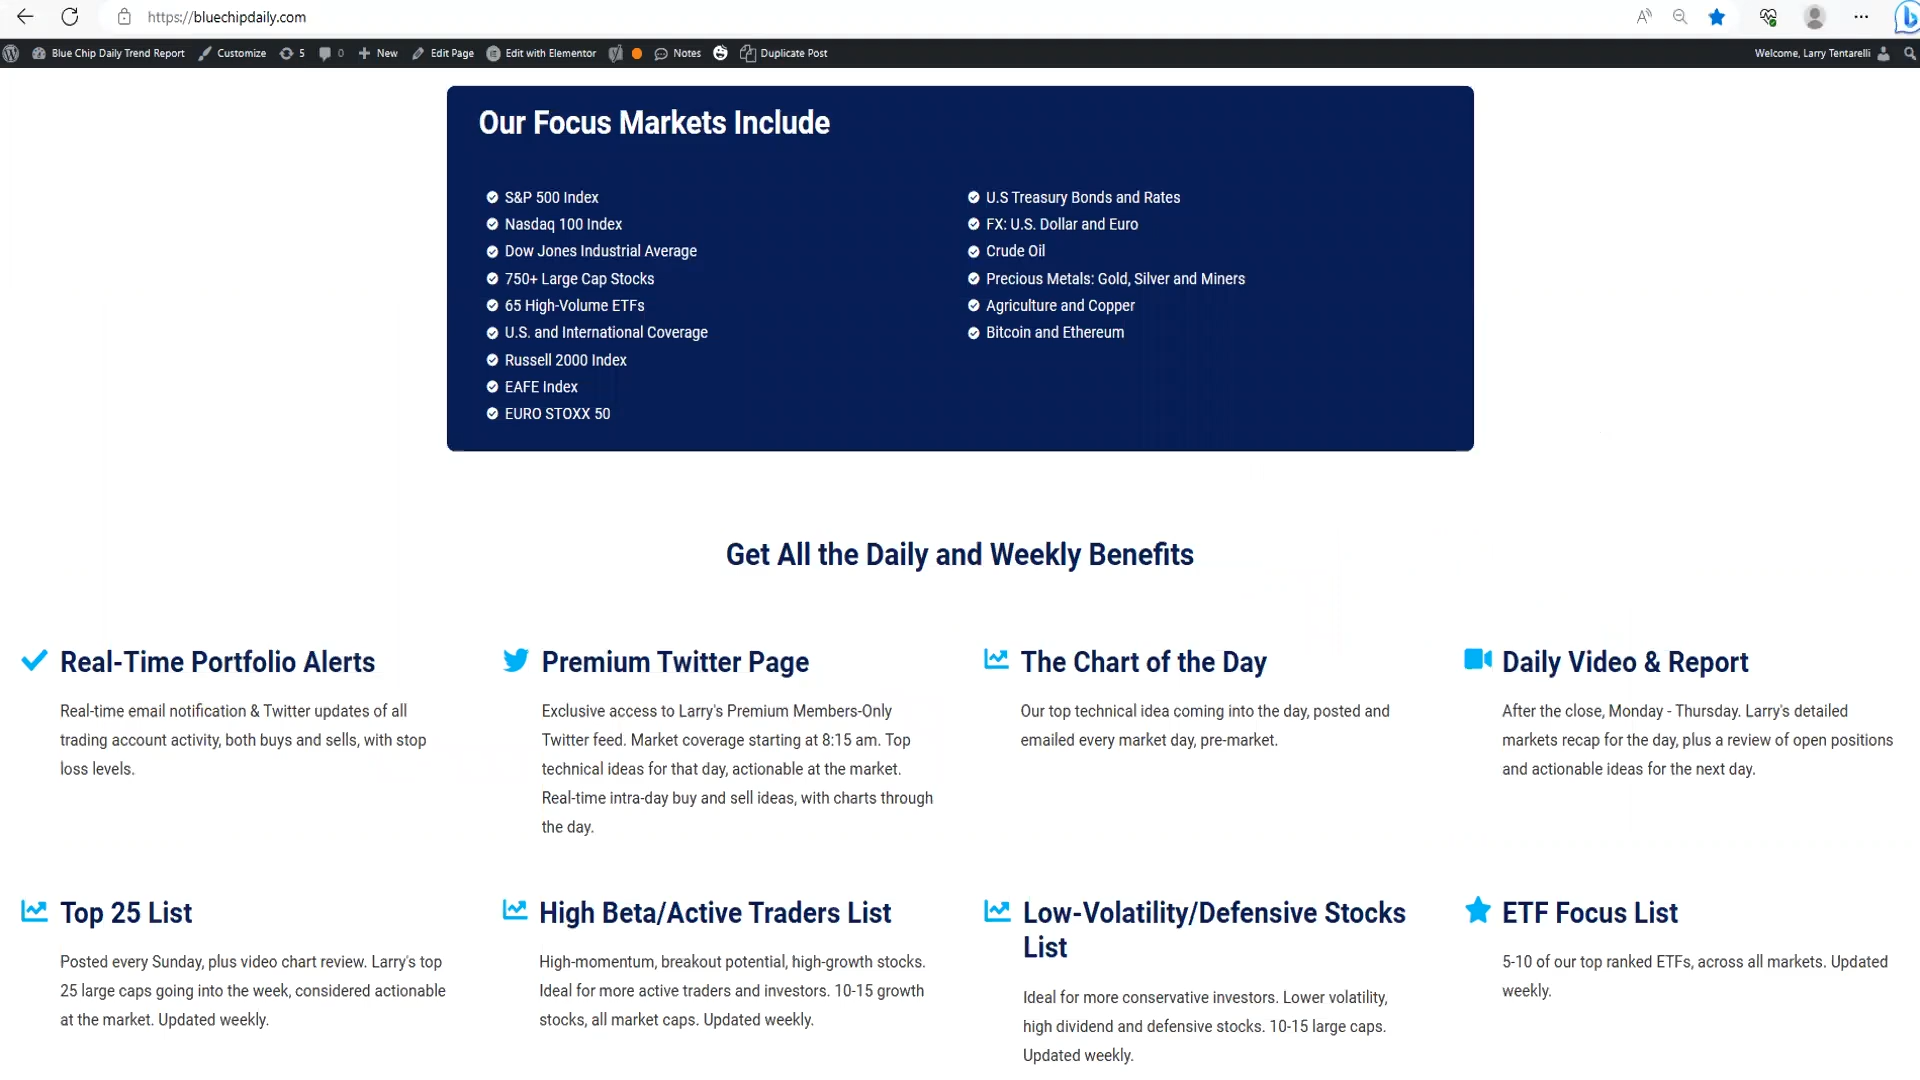 https://bluechipdaily.com
Blue Chip Daily Trend Report Customize 5 0 New Edit Page Edit with Elementor Notes Duplicate Post Welcome, Larry Tentarelli
Our Focus Markets Include
S&P 500 Index
Nasdaq 100 Index
Dow Jones Industrial Average
750+ Large Cap Stocks
65 High-Volume ETFs
U.S. and International Coverage
Russell 2000 Index
EAFE Index
EURO STOXX 50
U.S Treasury Bonds and Rates
FX: U.S. Dollar and Euro
Crude Oil
Precious Metals: Gold, Silver and Miners
Agriculture and Copper
Bitcoin and Ethereum
Get All the Daily and Weekly Benefits
Real-Time Portfolio Alerts
Real-time email notification & Twitter updates of all
trading account activity, both buys and sells, with stop
loss levels.
Premium Twitter Page
Exclusive access to Larry's Premium Members-Only
Twitter feed. Market coverage starting at 8:15 am. Top
technical ideas for that day, actionable at the market.
Real-time intra-day buy and sell ideas, with charts through
the day.
The Chart of the Day
Our top technical idea coming into the day, posted and
emailed every market day, pre-market.
Daily Video & Report
After the close, Monday - Thursday. Larry's detailed
markets recap for the day, plus a review of open positions
and actionable ideas for the next day.
Top 25 List
Posted every Sunday, plus video chart review. Larry's top
25 large caps going into the week, considered actionable
at the market. Updated weekly.
High Beta/Active Traders List
High-momentum, breakout potential, high-growth stocks.
Ideal for more active traders and investors. 10-15 growth
stocks, all market caps. Updated weekly.
Low-Volatility/Defensive Stocks
List
Ideal for more conservative investors. Lower volatility,
high dividend and defensive stocks. 10-15 large caps.
Updated weekly.
ETF Focus List
5-10 of our top ranked ETFs, across all markets. Updated
weekly.